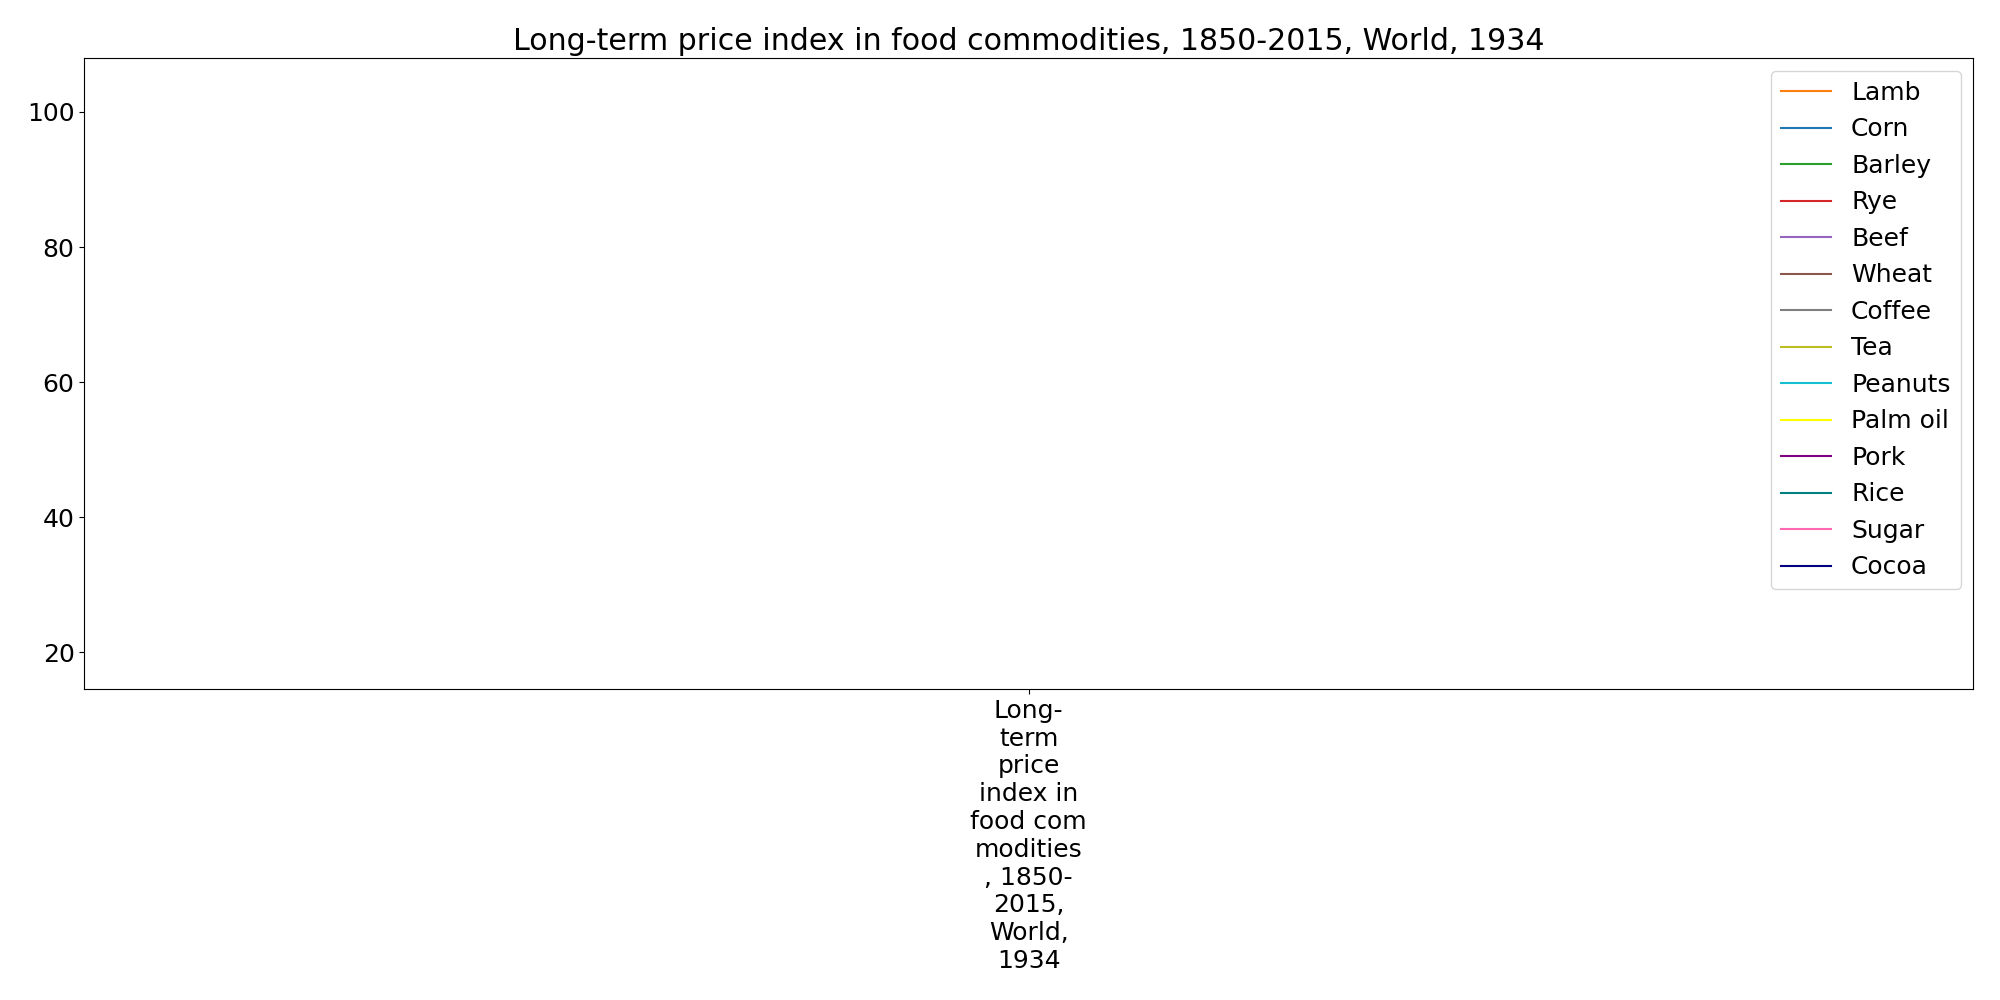 Long-term price index in food commodities, 1850-2015, World, 1934
100
80
60
40
20
Lamb
Corn
Barley
Rye
Beef
Wheat
Coffee
Tea
Peanuts
Palm oil
Pork
Rice
Sugar
Cocoa
Long-
term
price
index in
food com
modities
, 1850-
2015,
World,
1934